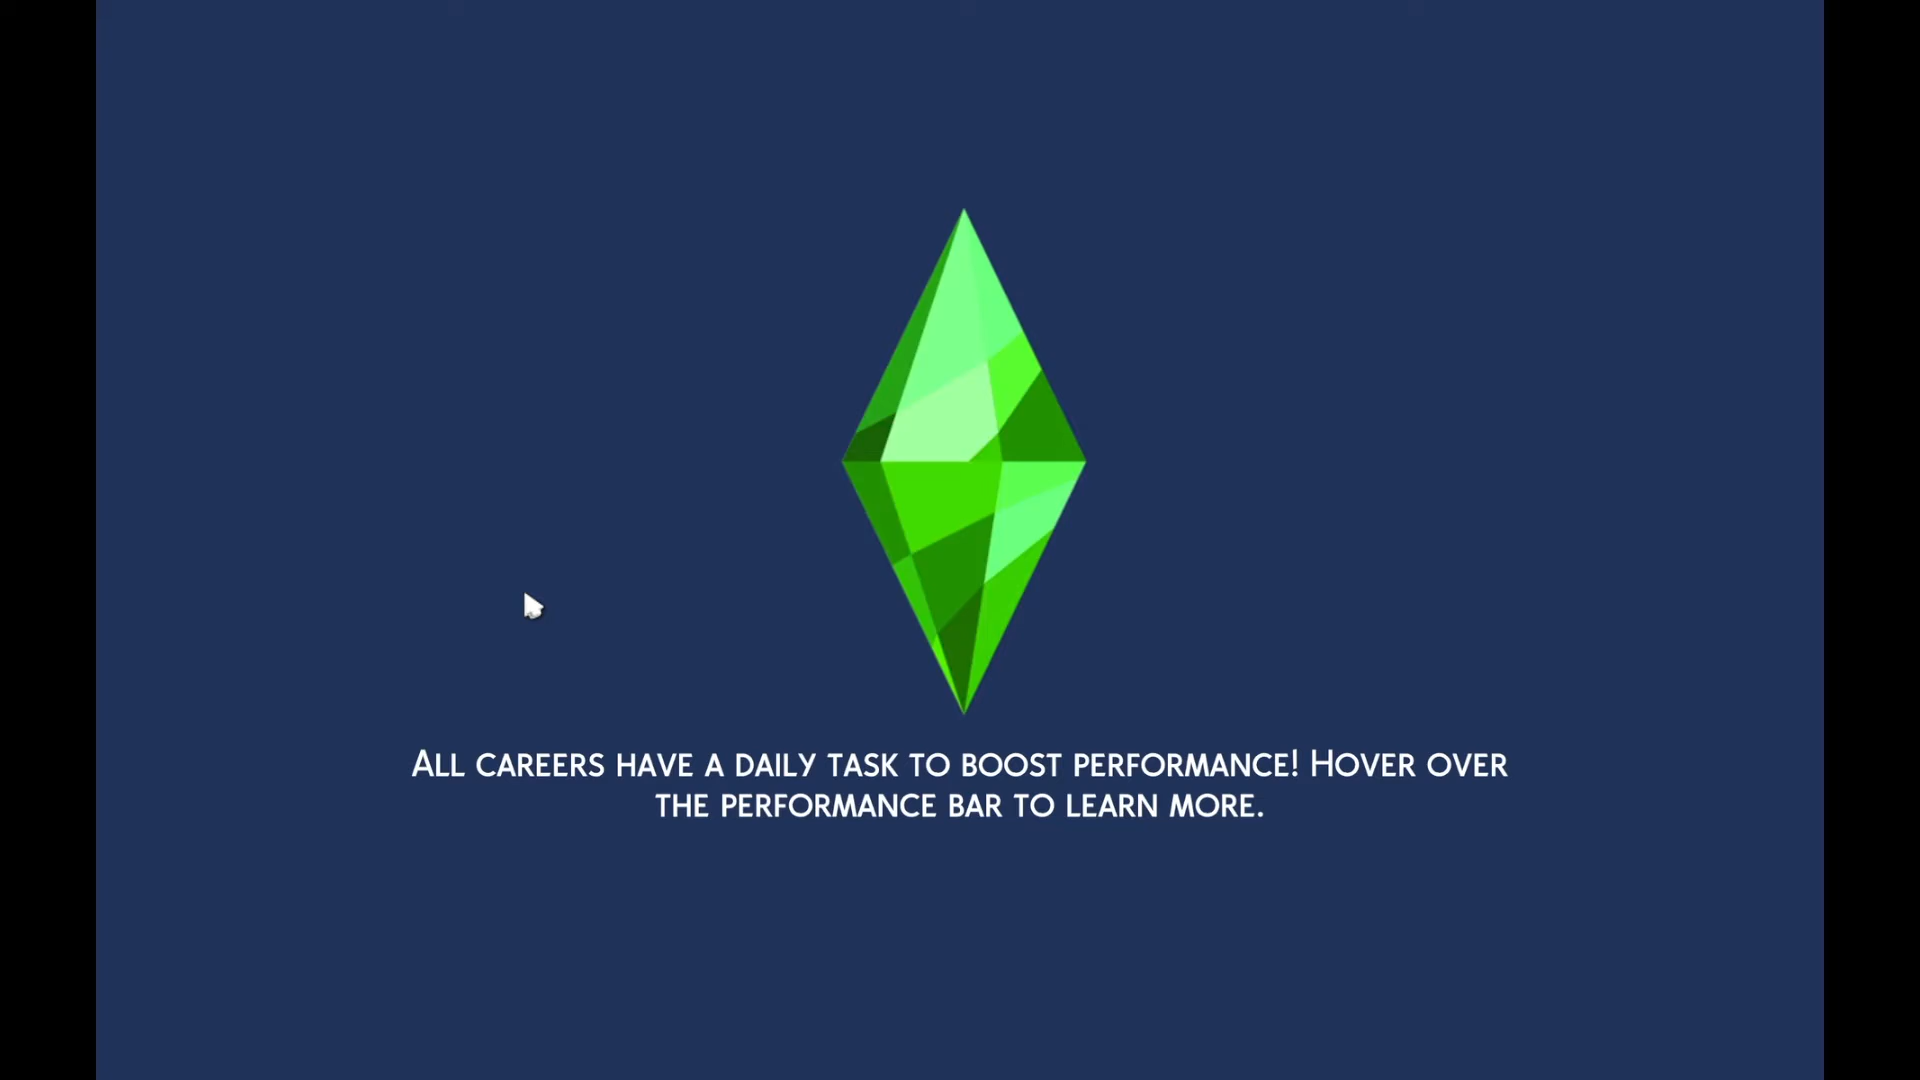 All careers have a daily task to boost performance! Hover over
the performance bar to learn more.